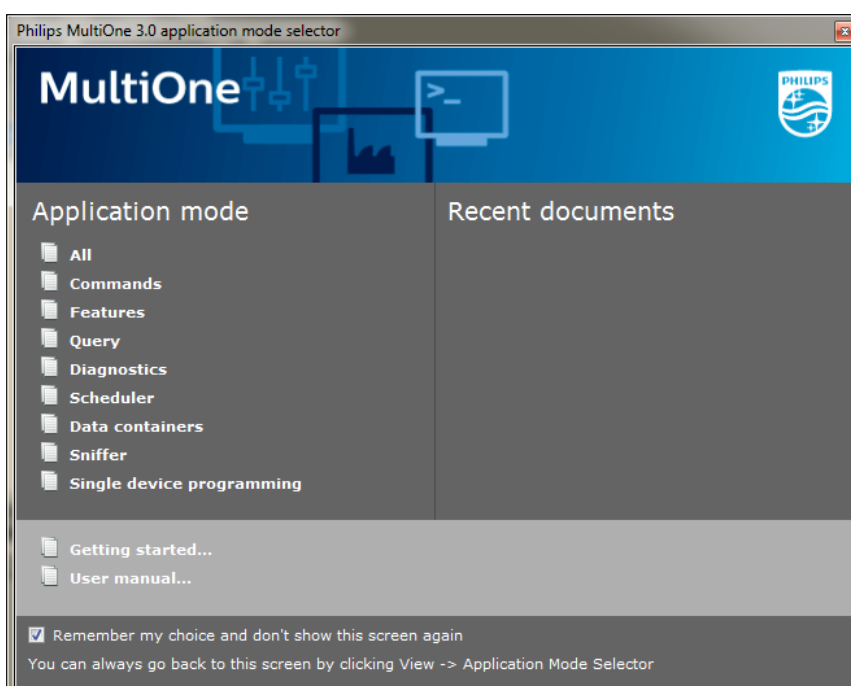 Philips MultiOne 3.0 application mode selector
MultiOne
>_
PHILIPS
Application mode
All
Commands
Features
Query
Diagnostics
Scheduler
Data containers
Sniffer
Single device programming
Recent documents
Getting started...
User manual...
Remember my choice and don't show this screen again
You can always go back to this screen by clicking View -> Application Mode Selector